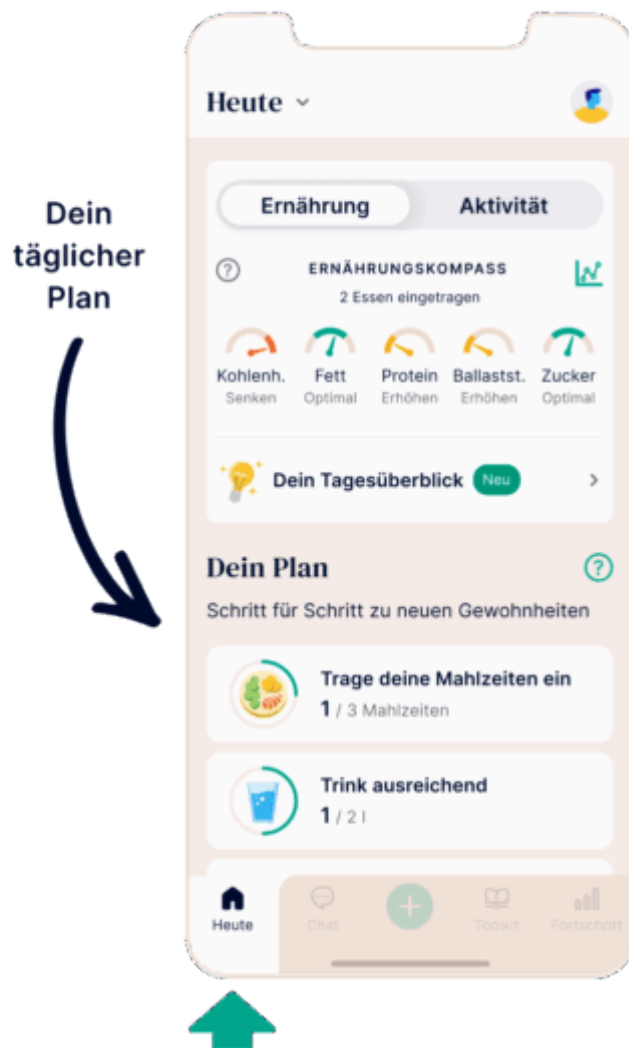 Heute
Dein
täglicher
Plan
Ernährung Aktivität
?
ERNÄHRUNGSKOMPASS
2 Essen eingetragen
Kohlenh. Fett Protein Ballastst. Zucker
Senken Optimal Erhöhen Erhöhen Optimal
Dein Tagesüberblick Neu
Dein Plan ?
Schritt für Schritt zu neuen Gewohnheiten
Trage deine Mahlzeiten ein
1 / 3 Mahlzeiten
Trink ausreichend
1 / 2 l
Heute Chat Toolkit Fortschritt